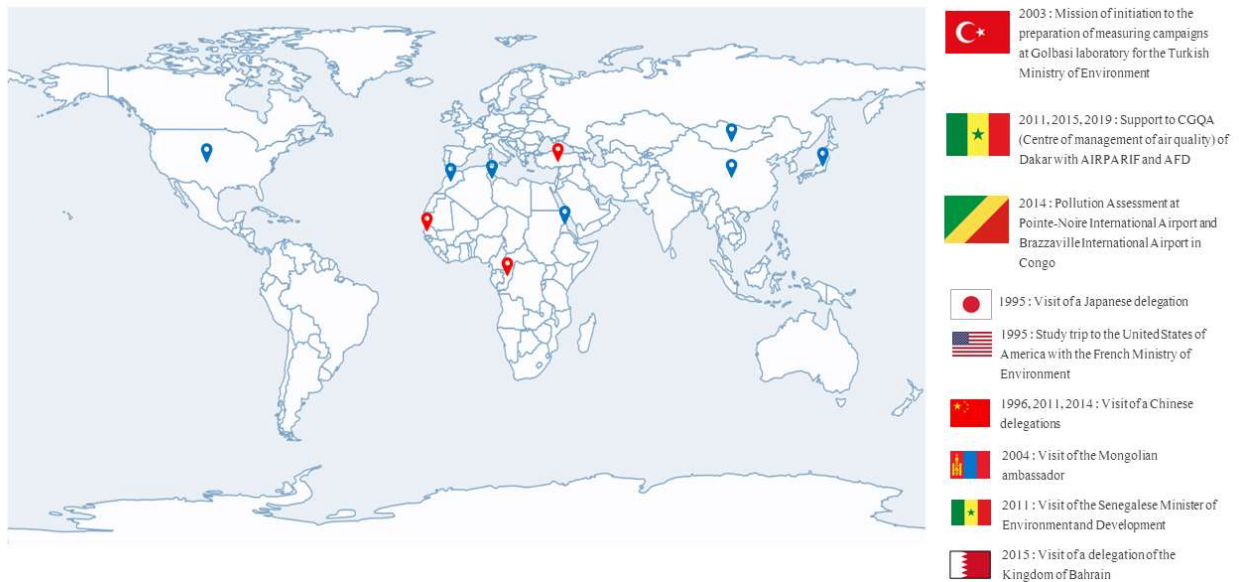 2003 : Mission of initiation to the
preparation of measuring campaigns
at Golbasi laboratory for the Turkish
Ministry of Environment
2011, 2015, 2019 : Support to CGQA
(Centre of management of air quality) of
Dakar with AIRPARIF and AFD
2014 : Pollution Assessment at
Pointe-Noire International Airport and
Brazzaville International Airport in
Congo
1995 : Visit of a Japanese delegation
1995 : Study trip to the United States of
America with the French Ministry of
Environment
1996, 2011, 2014 : Visit of a Chinese
delegations
2004 : Visit of the Mongolian
ambassador
2011 : Visit of the Senegalese Minister of
Environment and Development
2015 : Visit of a delegation of the
Kingdom of Bahrain